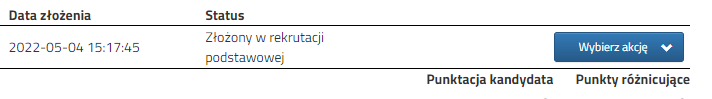 Data złożenia Status
2022-05-04 15:17:45 Złożony w rekrutacji podstawowej Wybierz akcję
Punktacja kandydata Punkty różnicujące